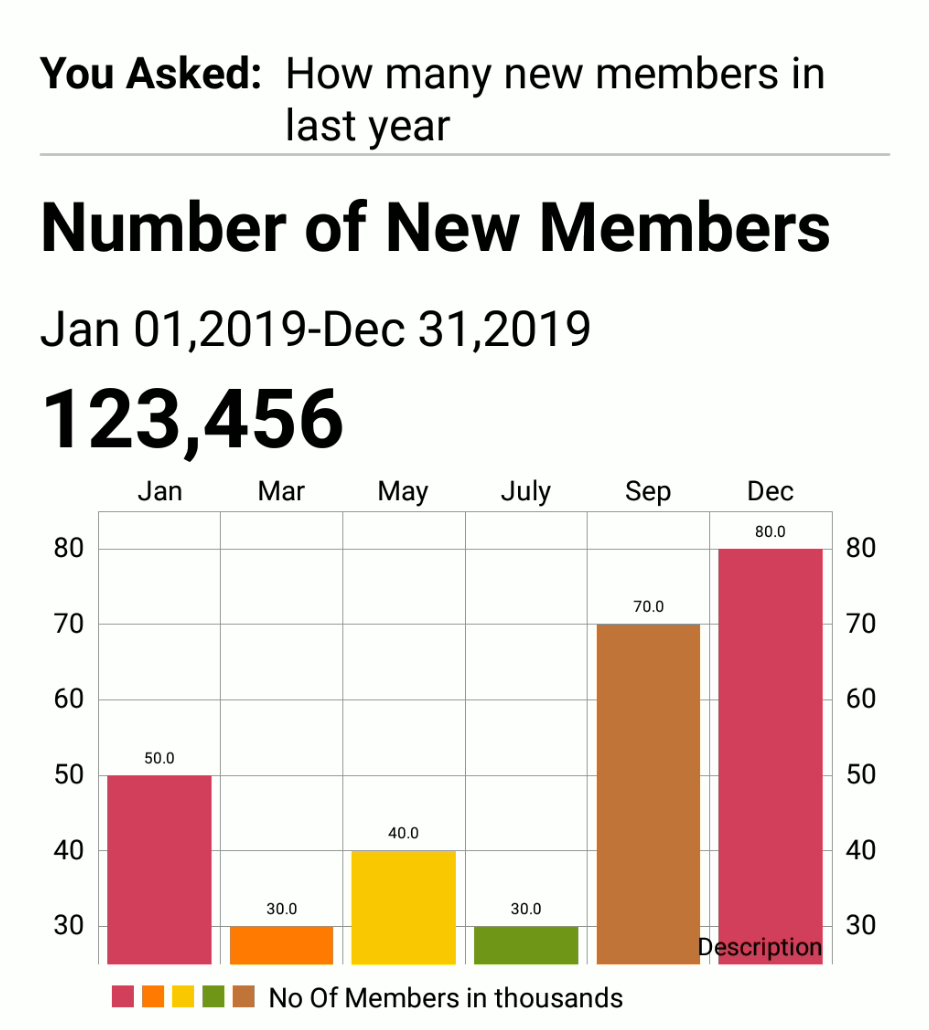 You Asked: How many new members in
last year
Number of New Members
Jan 01,2019-Dec 31,2019
123,456
Jan Mar May July Sep Dec
80.0
80 80
70.0
70 70
60 60
50.0
50 50
40.0
40 40
30.0 30.0
30 30
Description
No Of Members in thousands